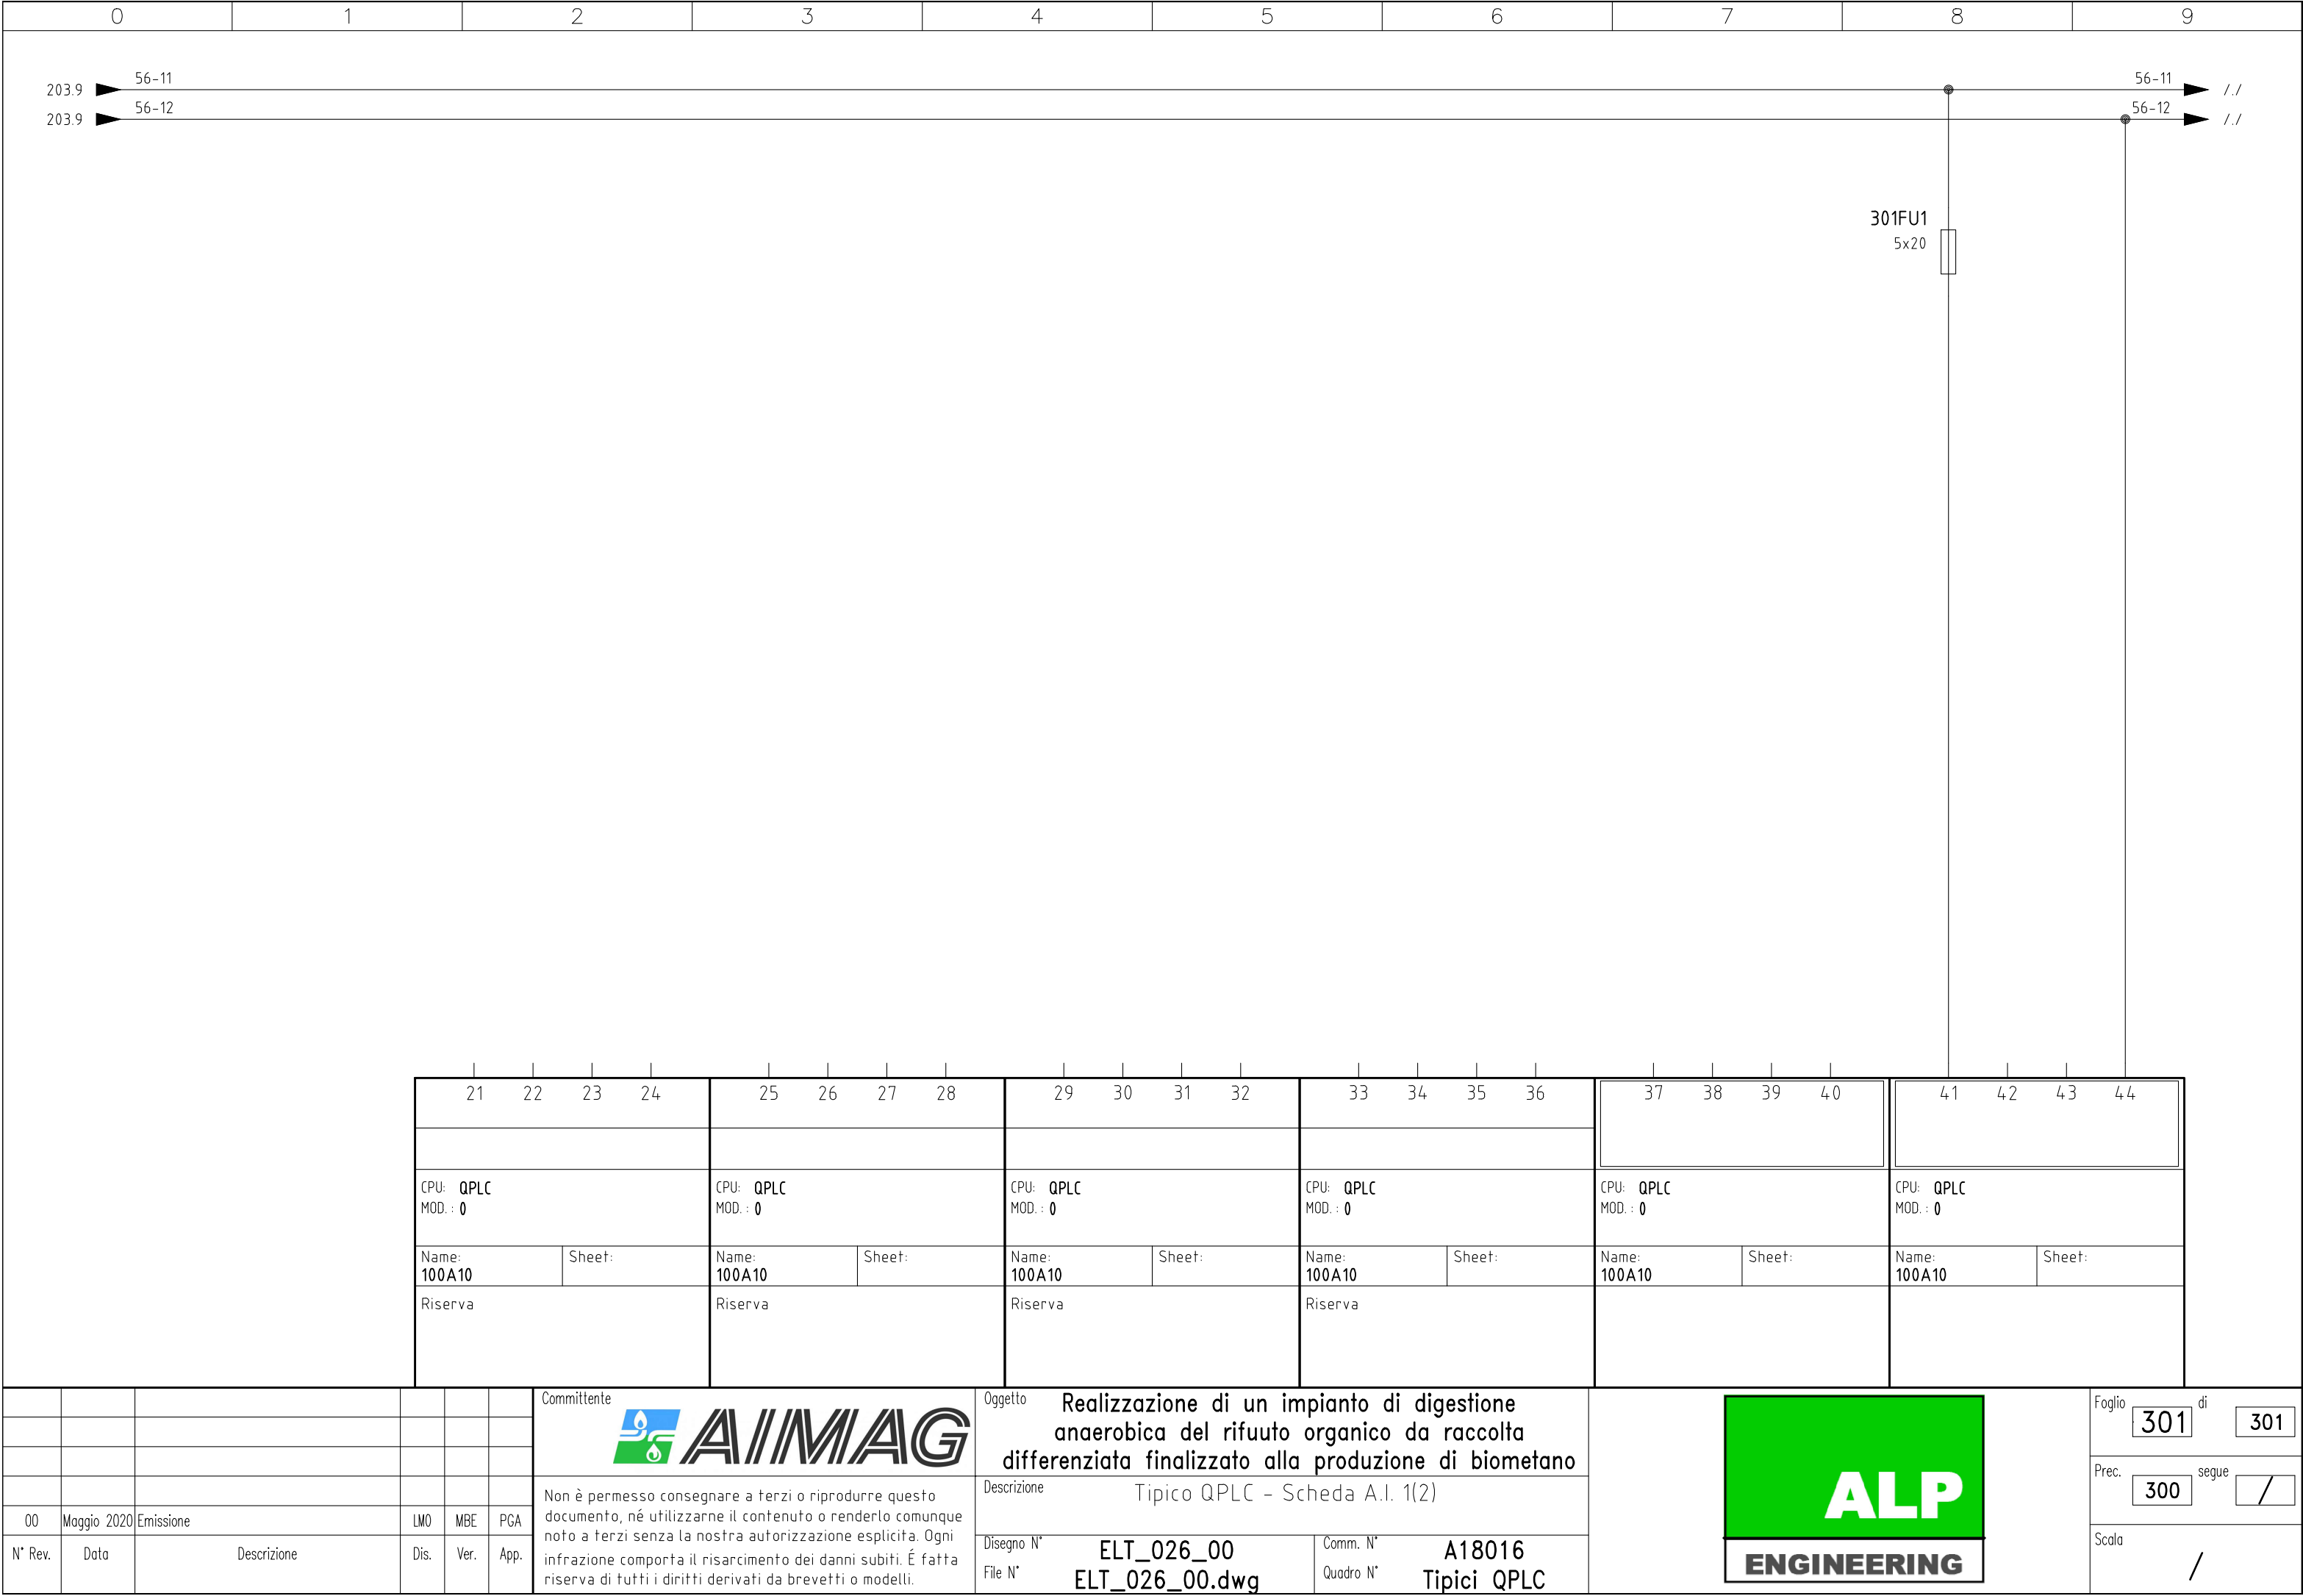 0 1 2 3 4 5 6 7 8 9
56-11 56-11
203.9 /./
56-12 56-12
203.9 /./
301FU1
5x20
21 22 23 24 25 26 27 28 29 30 31 32 33 34 35 36 37 38 39 40 41 42 43 44
CPU: QPLC CPU: QPLC CPU: QPLC CPU: QPLC CPU: QPLC CPU: QPLC
MOD. : 0 MOD. : 0 MOD. : 0 MOD. : 0 MOD. : 0 MOD. : 0
Name: Sheet: Name: Sheet: Name: Sheet: Name: Sheet: Name: Sheet: Name: Sheet:
100A10 100A10 100A10 100A10 100A10 100A10
Riserva Riserva Riserva Riserva
00 Maggio 2020 Emissione LMO MBE PGA
N° Rev. Data Descrizione Dis. Ver. App.
Committente
AIMAG
Non è permesso consegnare a terzi o riprodurre questo
documento, né utilizzarne il contenuto o renderlo comunque
noto a terzi senza la nostra autorizzazione esplicita. Ogni
infrazione comporta il risarcimento dei danni subiti. É fatta
riserva di tutti i diritti derivati da brevetti o modelli.
Oggetto Realizzazione di un impianto di digestione
anaerobica del rifuuto organico da raccolta
differenziata finalizzato alla produzione di biometano
Descrizione Tipico QPLC - Scheda A.I. 1(2)
Disegno N° ELT_026_00 Comm. N° A18016
File N° ELT_026_00.dwg Quadro N° Tipici QPLC
ALP
ENGINEERING
Foglio 301 di 301
Prec. 300 segue /
Scala /